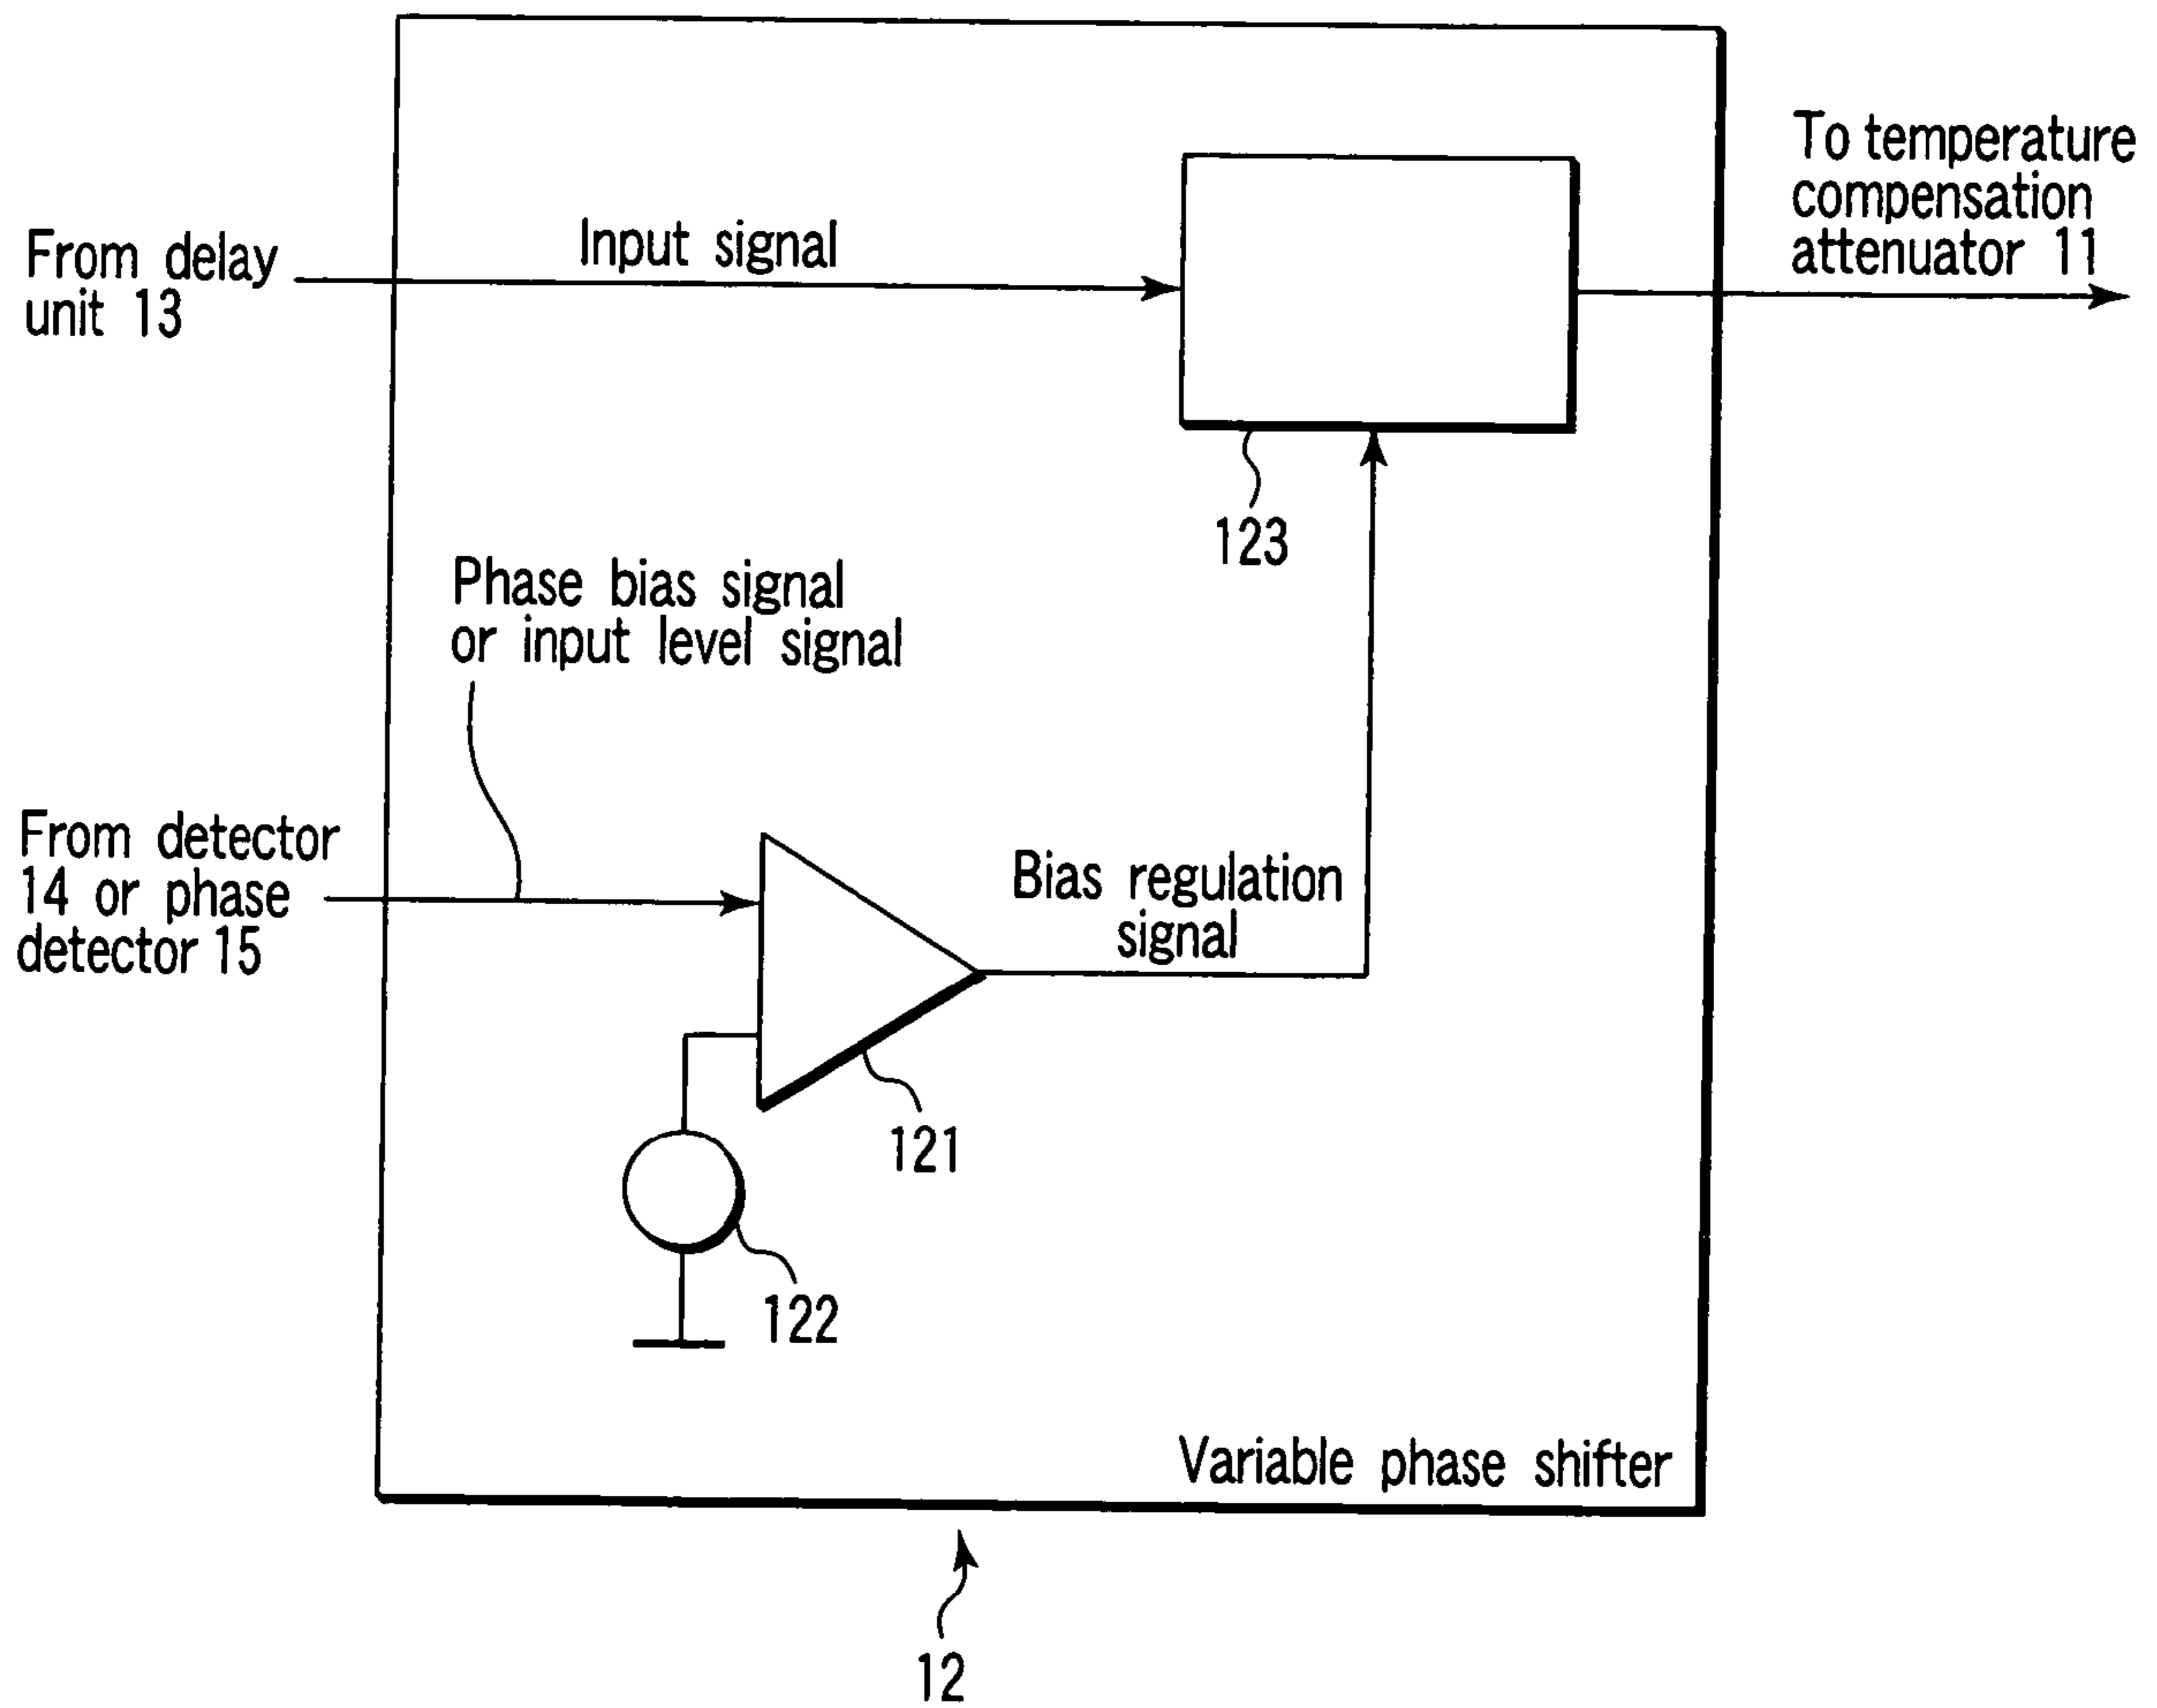 To temperature
compensation
attenuator 11
Input signal
From delay
unit 13
123
Phase bias signal
or input level signal
From detector
14 or phase
detector 15
Bias regulation
signal
121
122
Variable phase shifter
12